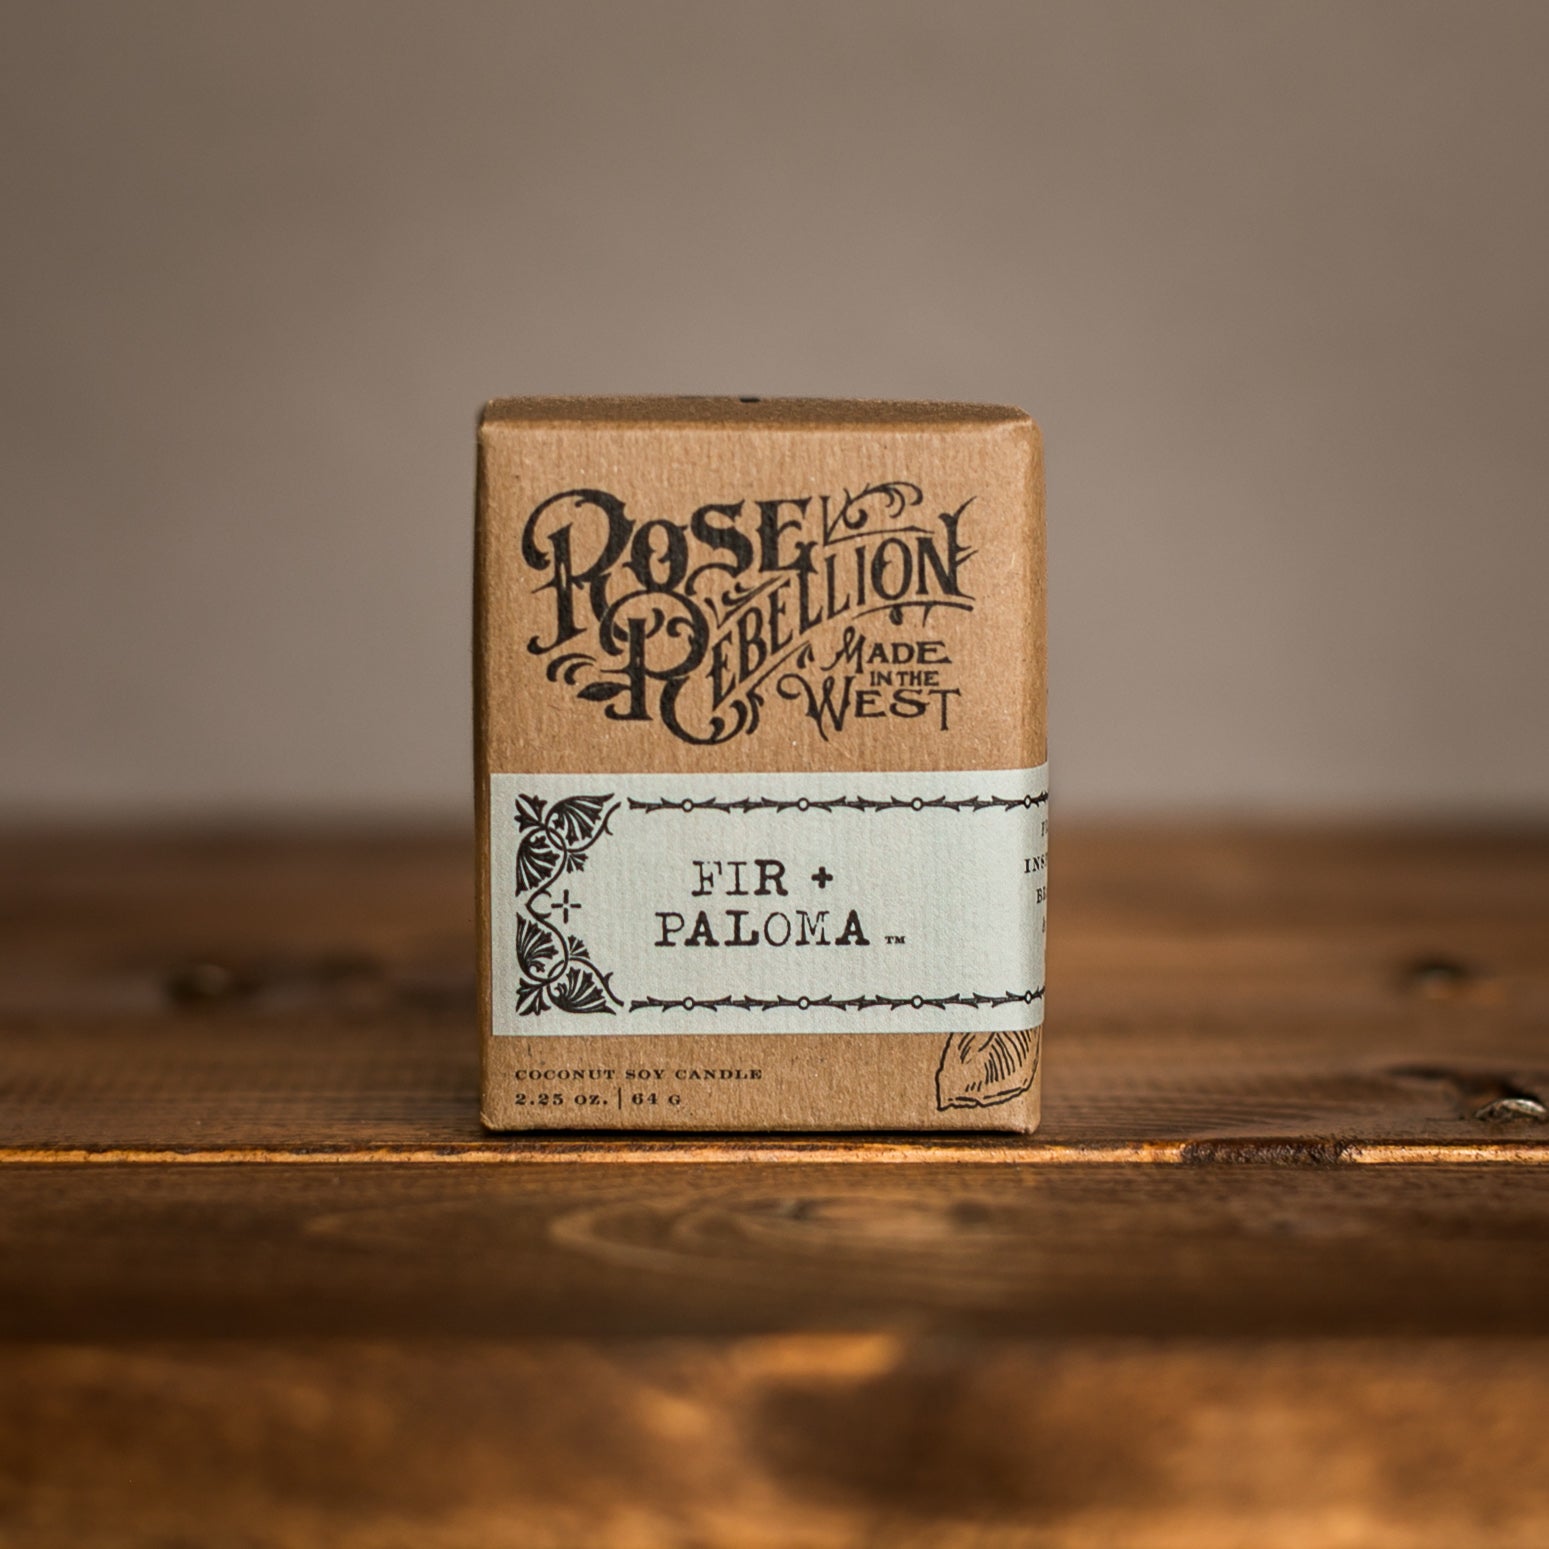 ROSE
REBELLION
MADE
IN THE
WEST
FIR +
PALOMA ™
COCONUT SOY CANDLE
2.25 OZ. | 64 G